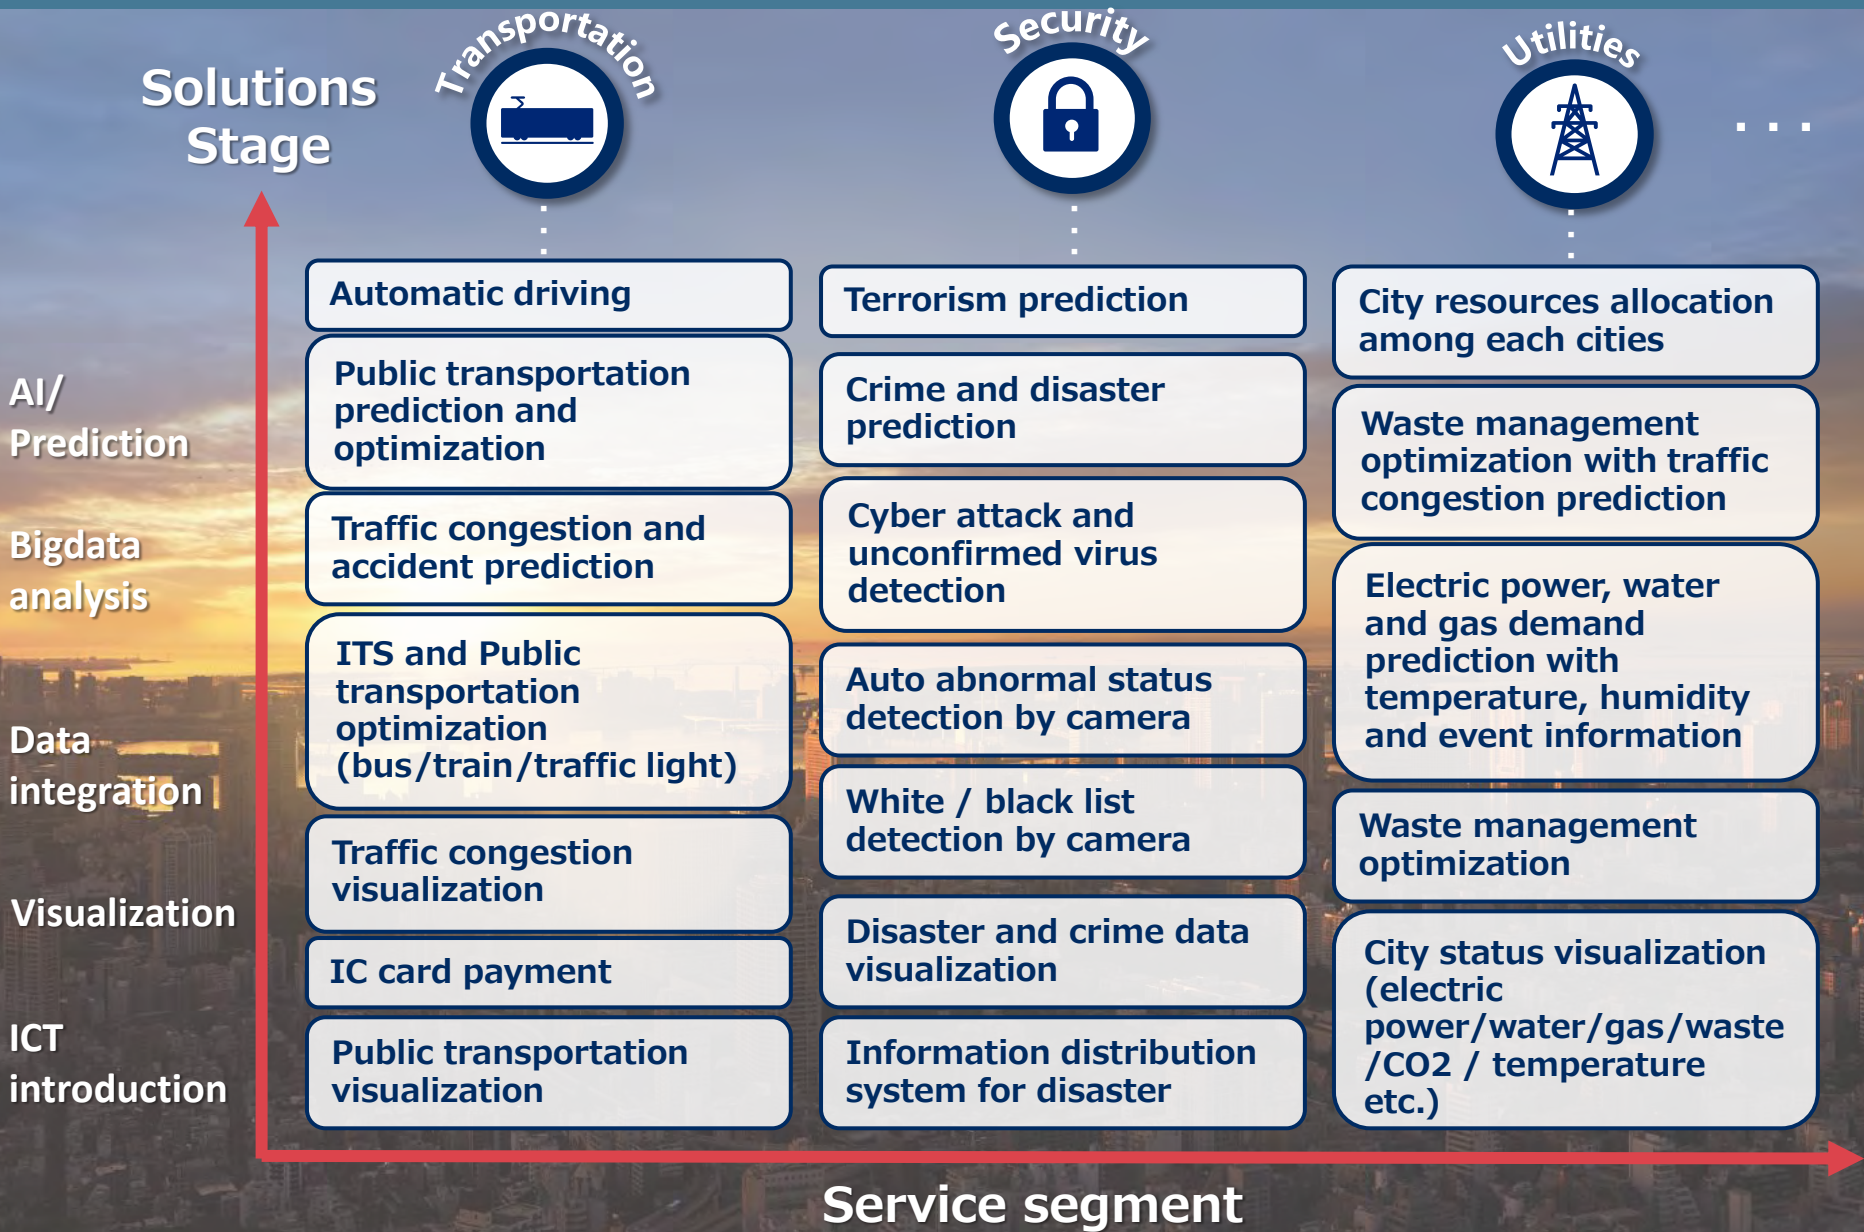 Solutions
Stage
Transportation
Security
Utilities
. . .
AI/
Prediction
Bigdata
analysis
Data
integration
Visualization
ICT
introduction
Automatic driving
Public transportation
prediction and
optimization
Traffic congestion and
accident prediction
ITS and Public
transportation
optimization
(bus/train/traffic light)
Traffic congestion
visualization
IC card payment
Public transportation
visualization
Terrorism prediction
Crime and disaster
prediction
Cyber attack and
unconfirmed virus
detection
Auto abnormal status
detection by camera
White / black list
detection by camera
Disaster and crime data
visualization
Information distribution
system for disaster
City resources allocation
among each cities
Waste management
optimization with traffic
congestion prediction
Electric power, water
and gas demand
prediction with
temperature, humidity
and event information
Waste management
optimization
City status visualization
(electric
power/water/gas/waste
/CO2 / temperature
etc.)
Service segment